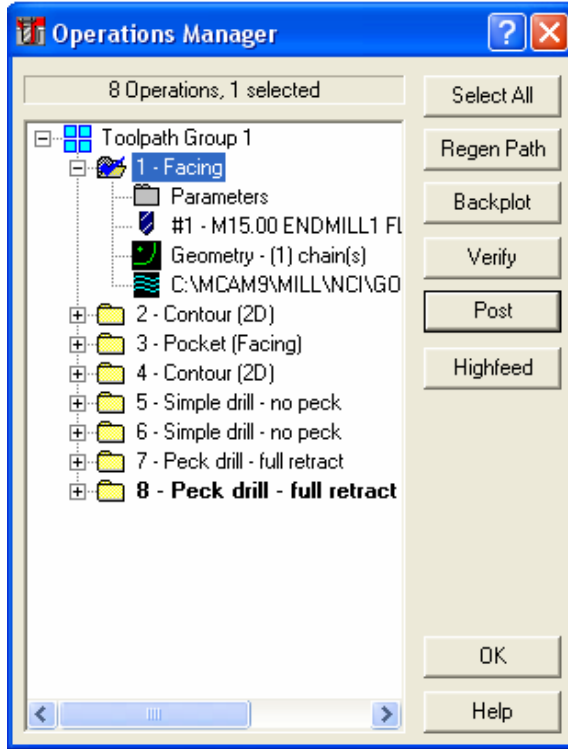 Operations Manager
8 Operations, 1 selected
Toolpath Group 1
1 - Facing
Parameters
#1 - M15.00 ENDMILL1 FL
Geometry - (1) chain(s)
C:\MCAM9\MILL\NCI\GO
2 - Contour (2D)
3 - Pocket (Facing)
4 - Contour (2D)
5 - Simple drill - no peck
6 - Simple drill - no peck
7 - Peck drill - full retract
8 - Peck drill - full retract
Select All
Regen Path
Backplot
Verify
Post
Highfeed
OK
Help